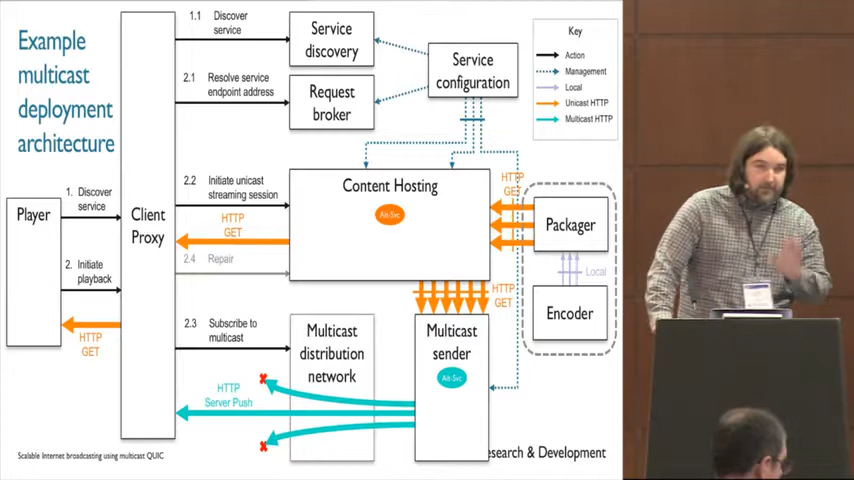 Example
multicast
deployment
architecture
1.1 Discover
service
Service
discovery
2.1 Resolve service
endpoint address
Request
broker
Service
configuration
Key
Action
Management
Local
Unicast HTTP
Multicast HTTP
Player
1. Discover
service
2. Initiate
playback
HTTP
GET
Client
Proxy
2.2 Initiate unicast
streaming session
HTTP
GET
2.4 Repair
2.3 Subscribe to
multicast
HTTP
Server Push
Content Hosting
Alt-Svc
HTTP
GET
Packager
Local
Encoder
HTTP
GET
Multicast
distribution
network
Multicast
sender
Alt-Svc
Scalable Internet broadcasting using multicast QUIC
esearch & Development